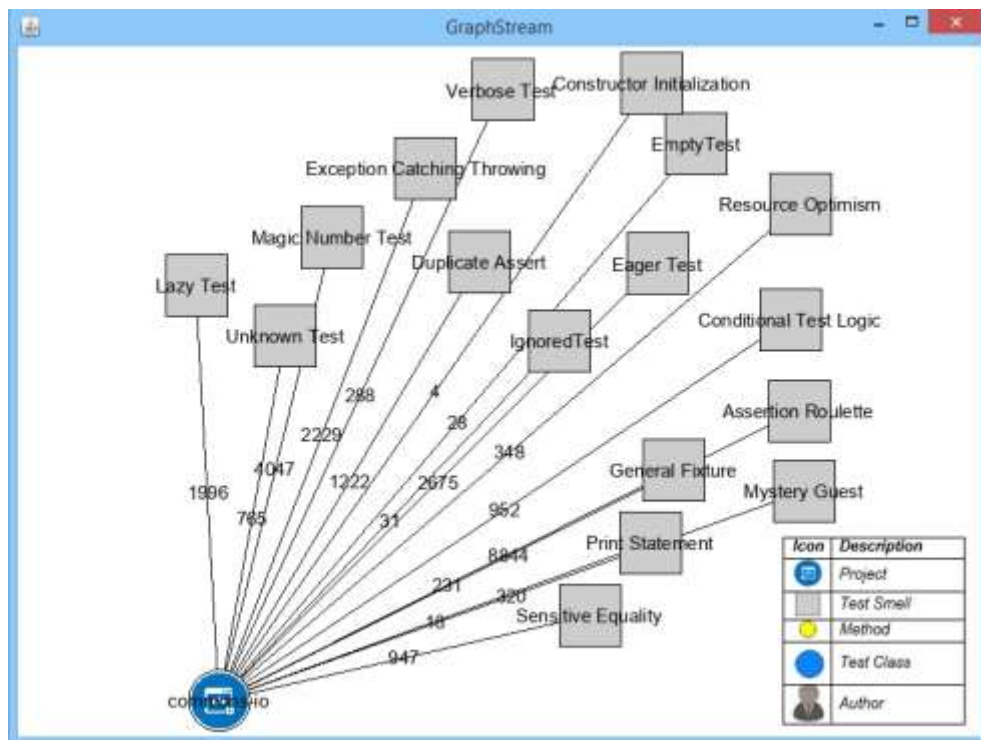 GraphStream
Verbose Test
Constructor Initialization
EmptyTest
Exception Catching Throwing
Resource Optimism
Magic Number Test
Duplicate Assert
Eager Test
Lazy Test
Unknown Test
IgnoredTest
Conditional Test Logic
288
4
Assertion Roulette
28
2229
348
General Fixture
4047
1222
2675
Mystery Guest
1996
952
765
31
Print Statement
8844
231
320
18
Sensitive Equality
947
commons-io
Icon Description
Project
Test Smell
Method
Test Class
Author